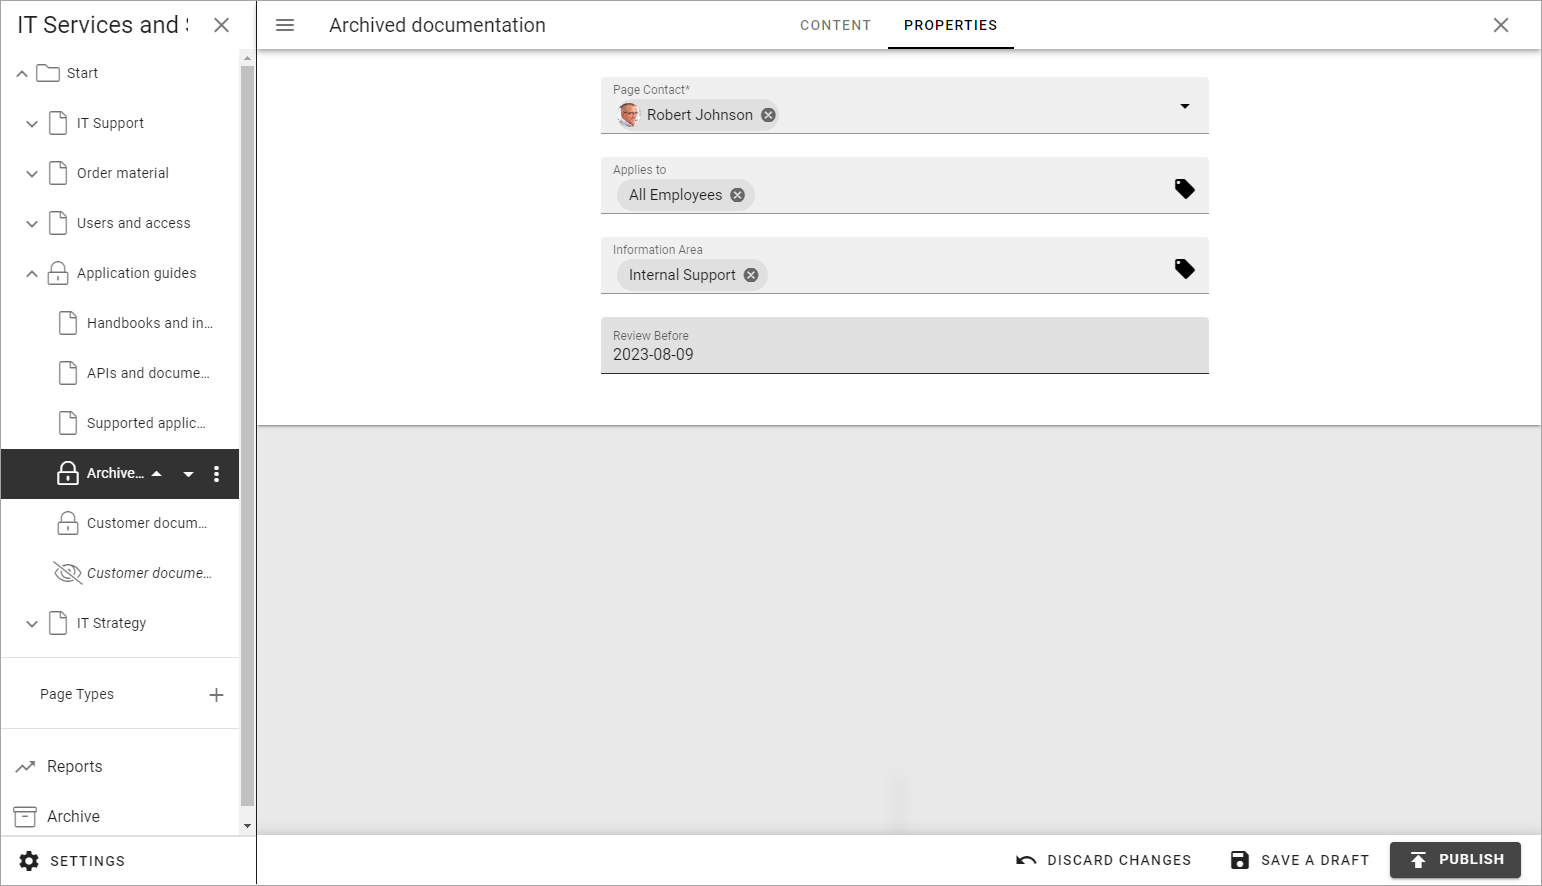 IT Services and
Start
IT Support
Order material
Users and access
Application guides
Handbooks and in...
APIs and docume...
Supported applic...
Archive...
Customer docum...
Customer docume...
IT Strategy
Page Types
Reports
Archive
SETTINGS
Archived documentation
CONTENT
PROPERTIES
Page Contact*
Robert Johnson
Applies to
All Employees
Information Area
Internal Support
Review Before
2023-08-09
DISCARD CHANGES
SAVE A DRAFT
PUBLISH